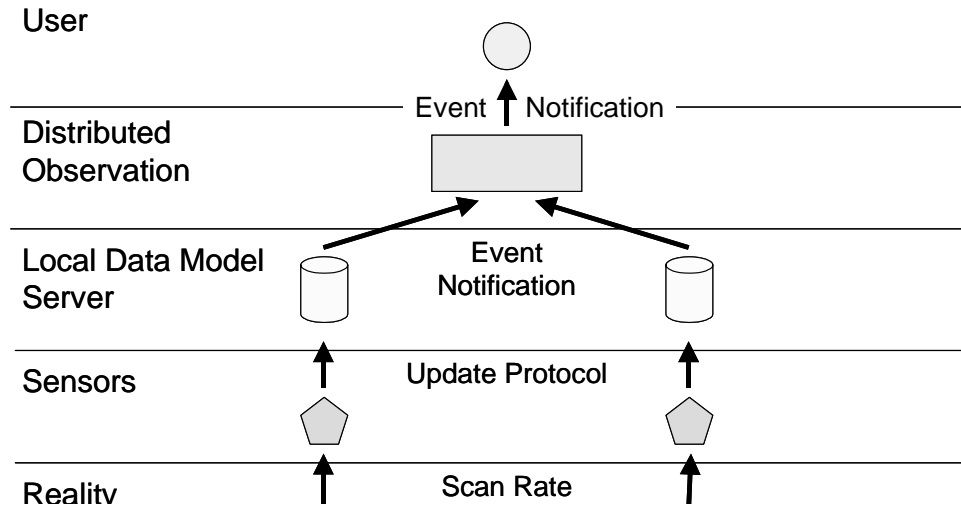 User
Event Notification
Distributed
Observation
Local Data Model
Server
Event
Notification
Sensors
Update Protocol
Reality
Scan Rate